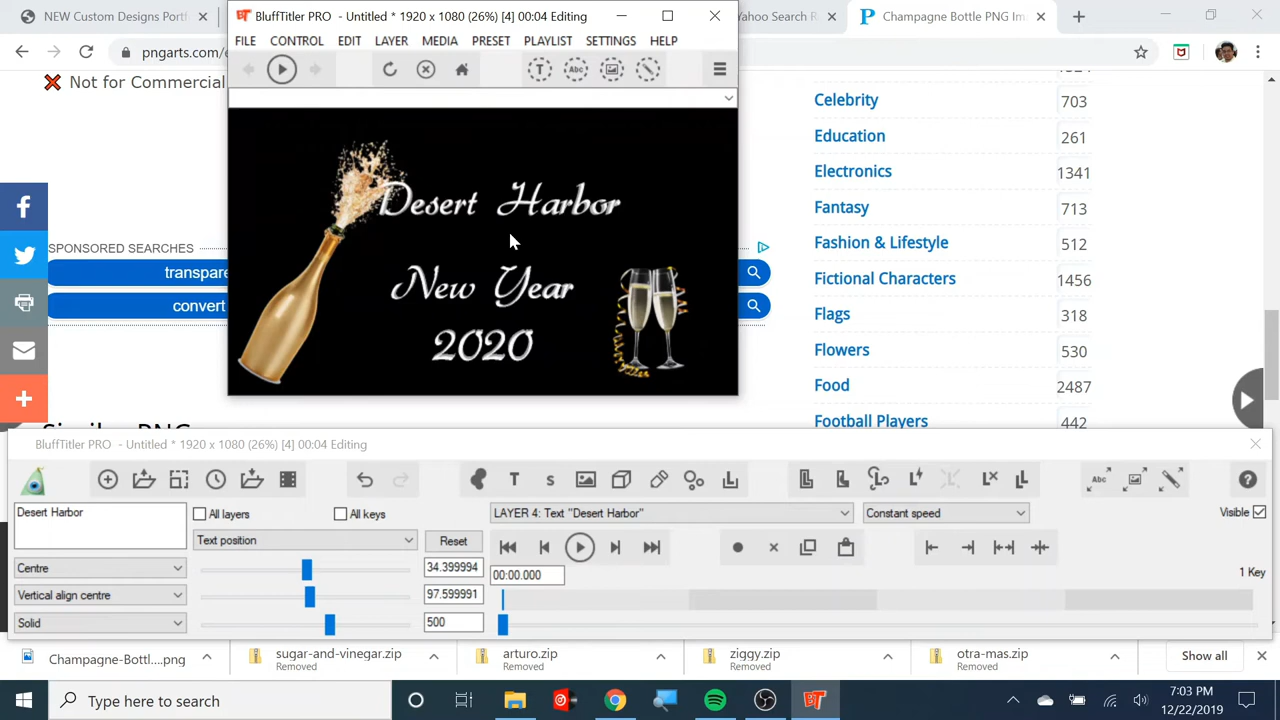 NEW Custom Designs Portf
BluffTitler PRO - Untitled * 1920 x 1080 (26%) [4] 00:04 Editing
Yahoo Search R
Champagne Bottle PNG Im
pngarts.com/e
FILE CONTROL EDIT LAYER MEDIA PRESET PLAYLIST SETTINGS HELP
Not for Commercial
T Abc
Celebrity 703
Education 261
Electronics 1341
Fantasy 713
Fashion & Lifestyle 512
Fictional Characters 1456
Flags 318
Flowers 530
Food 2487
Football Players 442
SPONSORED SEARCHES
transpare
convert
Desert Harbor
New Year
2020
BluffTitler PRO - Untitled * 1920 x 1080 (26%) [4] 00:04 Editing
T S Abc
Desert Harbor
All layers All keys
LAYER 4: Text "Desert Harbor"
Constant speed
Visible
Text position
Reset
Centre
34.399994
00:00.000
1 Key
Vertical align centre
97.599991
Solid
500
Champagne-Bottl....png
sugar-and-vinegar.zip
Removed
arturo.zip
Removed
ziggy.zip
Removed
otra-mas.zip
Removed
Show all
Type here to search
BT
7:03 PM
12/22/2019